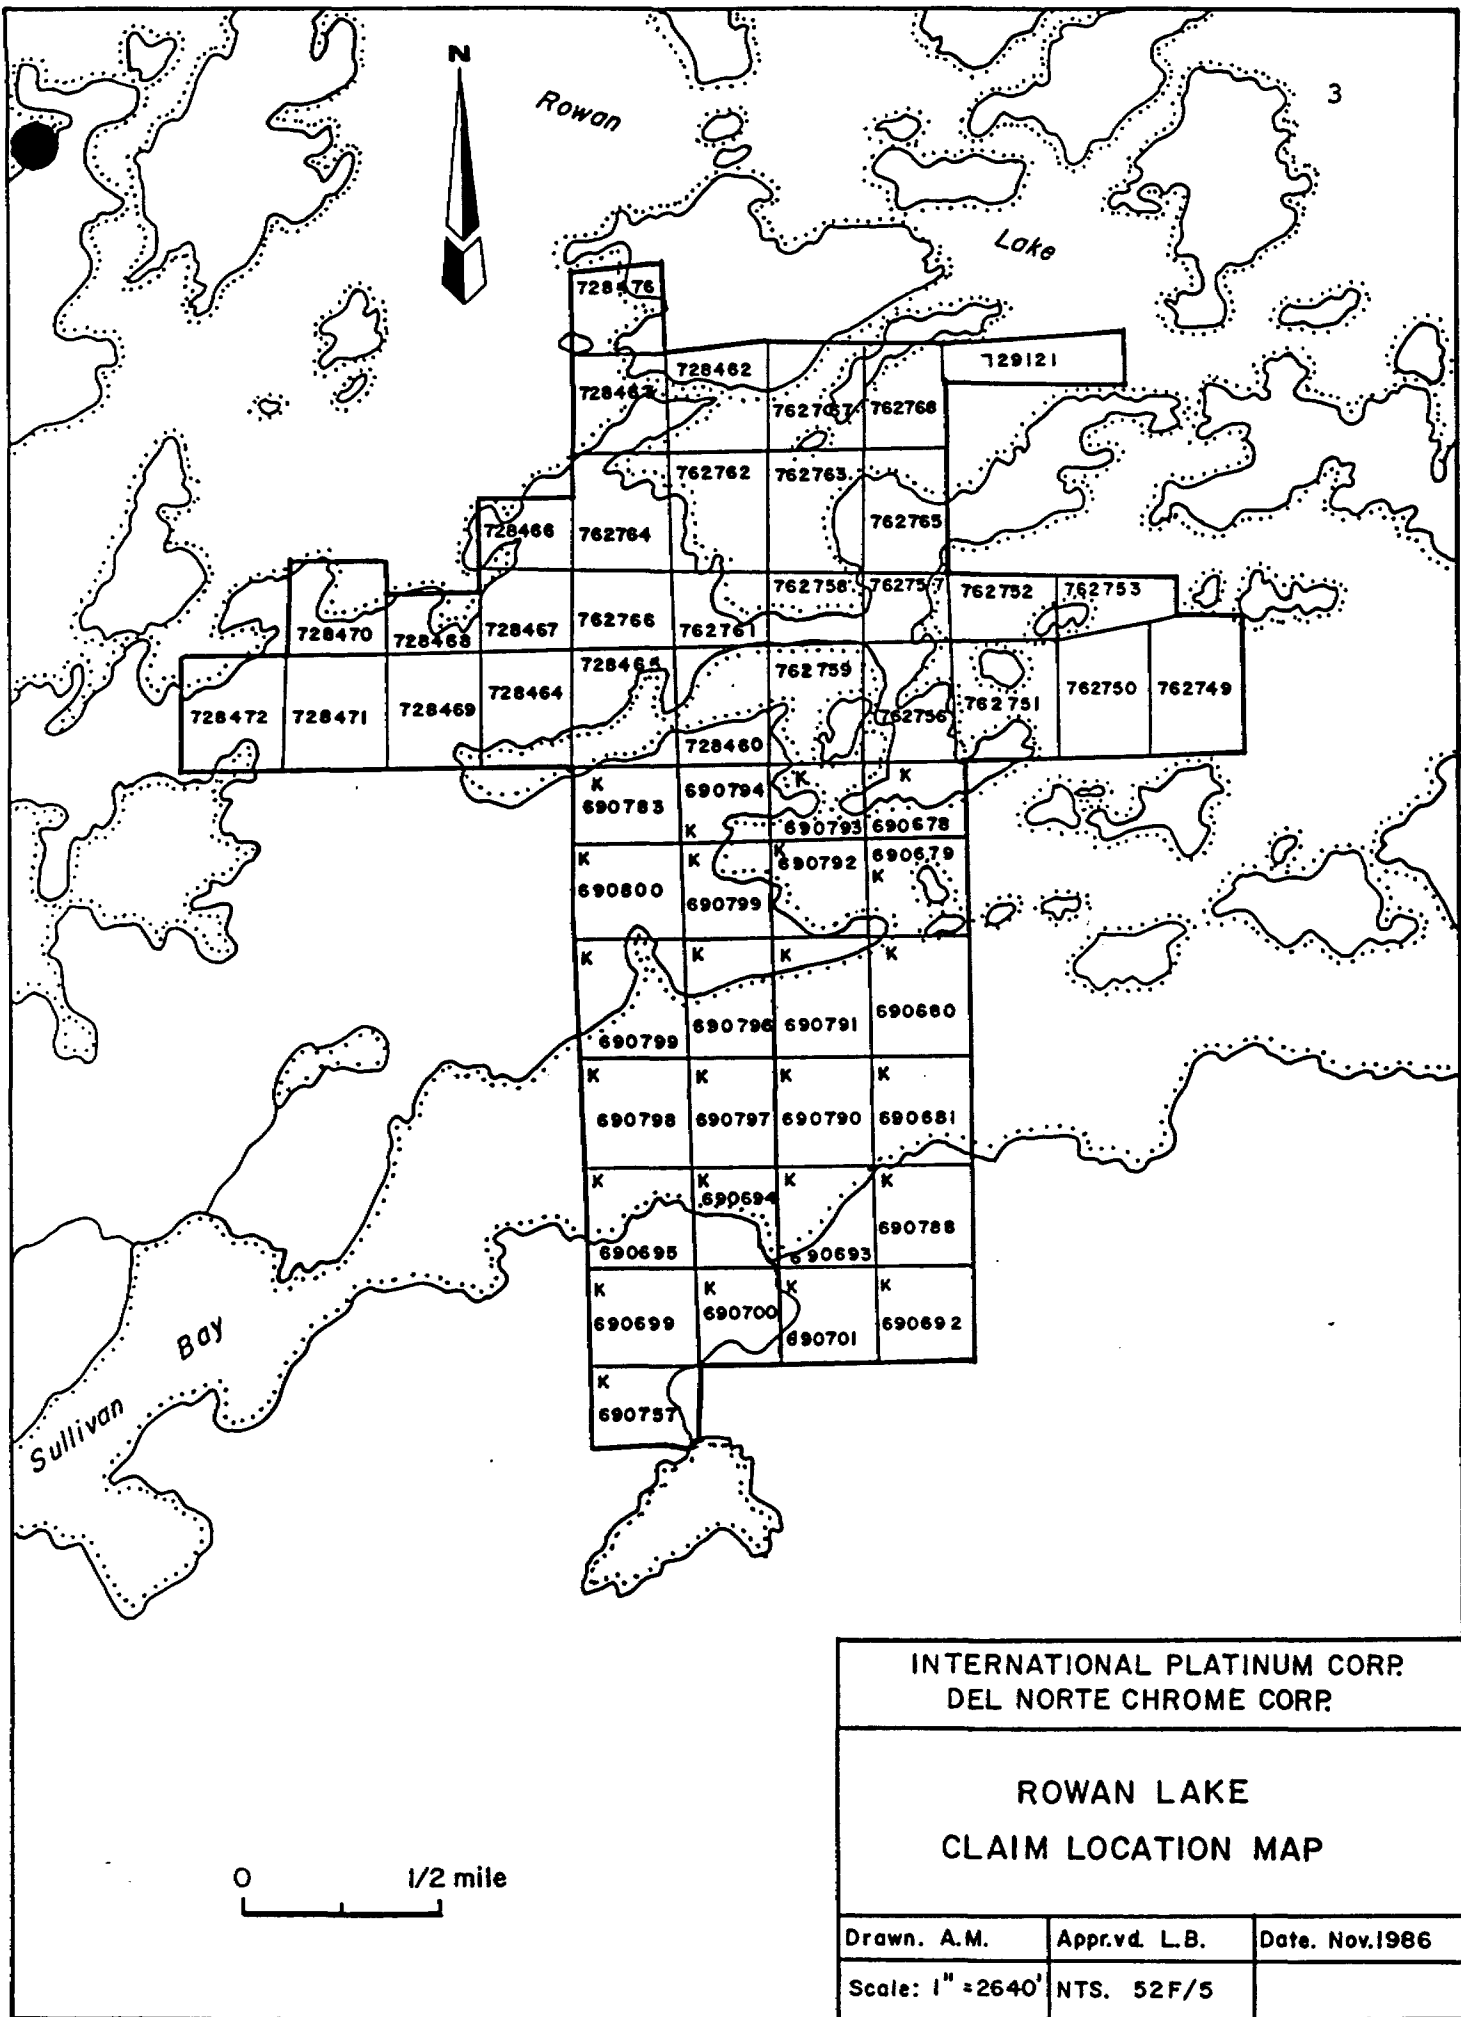 3
N
Rowan
Lake
728476
728462
729121
728463
762767
762768
762762
762763
728466
762764
762765
762758
762757
762752
762753
728470
728468
728467
762766
762761
728465
762759
728472
728471
728469
728464
762756
762751
762750
762749
728460
K
690783
690794
K
K
690793
K
690678
K
690800
K
690799
K
690792
690679
K
K
690799
K
690796
K
690791
K
690680
K
690798
K
690797
K
690790
K
690681
K
690695
K
690694
K
690693
K
690788
K
690699
K
690700
K
690701
K
690692
K
690757
Sullivan Bay
INTERNATIONAL PLATINUM CORP.
DEL NORTE CHROME CORP.
ROWAN LAKE
CLAIM LOCATION MAP
0 1/2 mile
Drawn. A.M. Appr.vd. L.B. Date. Nov.1986
Scale: 1" = 2640' NTS. 52F/5